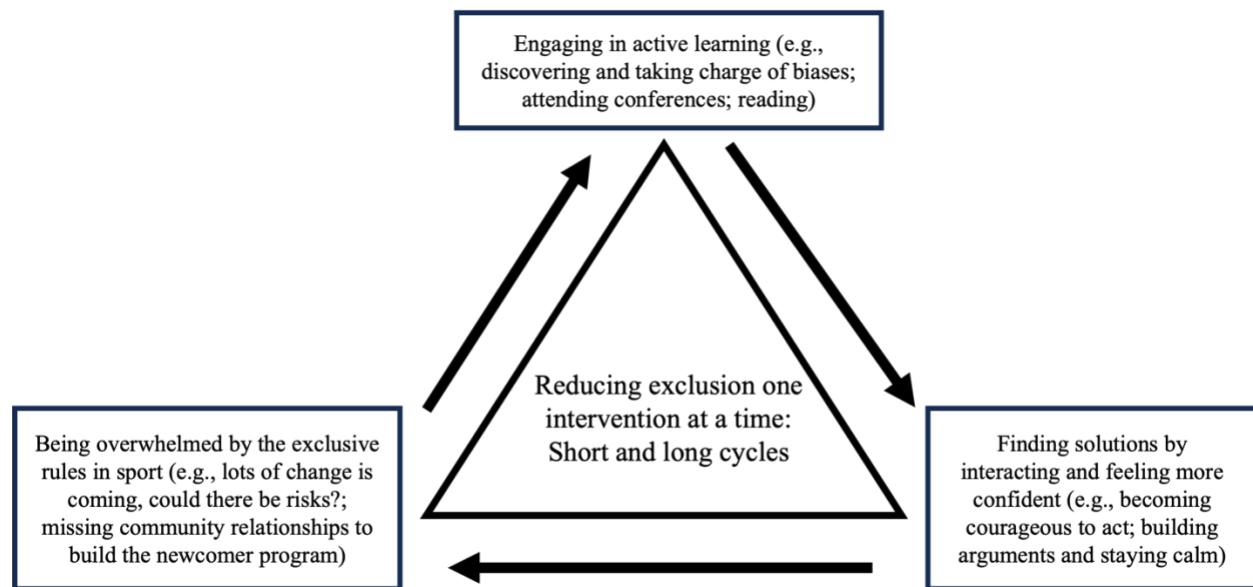 Engaging in active learning (e.g.,
discovering and taking charge of biases;
attending conferences; reading)
Reducing exclusion one
intervention at a time:
Short and long cycles
Being overwhelmed by the exclusive
rules in sport (e.g., lots of change is
coming, could there be risks?;
missing community relationships to
build the newcomer program)
Finding solutions by
interacting and feeling more
confident (e.g., becoming
courageous to act; building
arguments and staying calm)